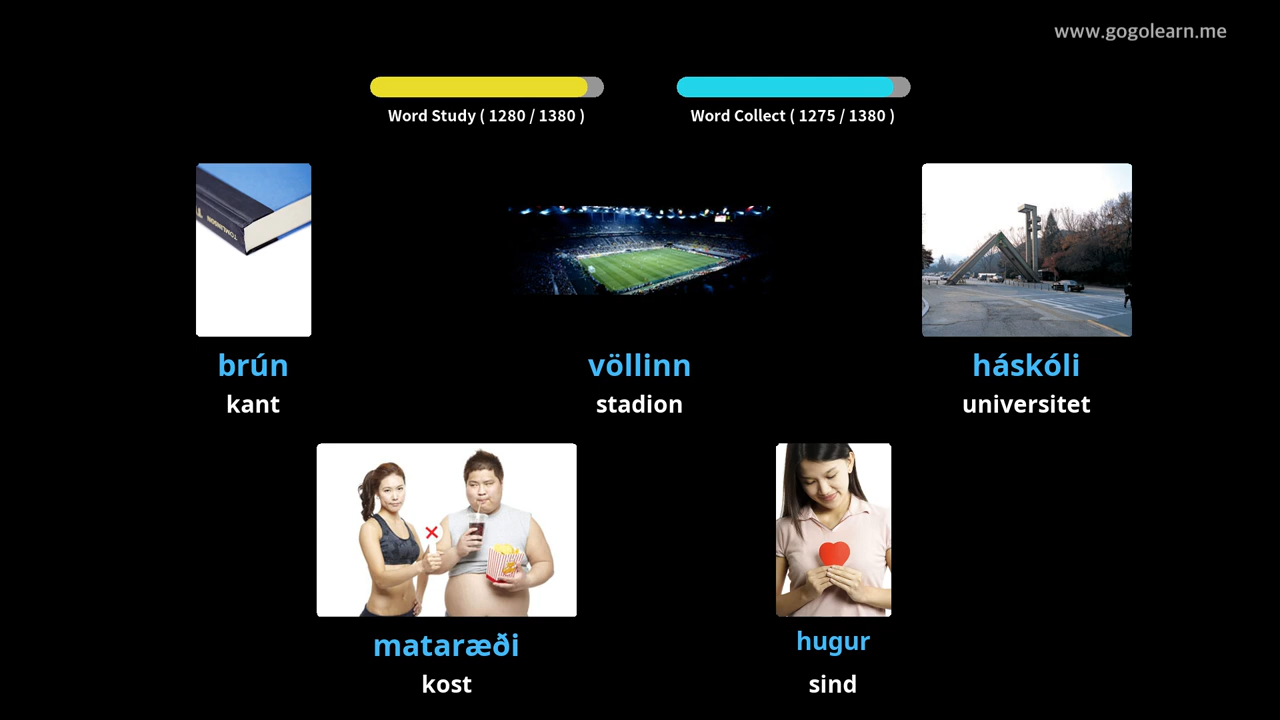 www.gogolearn.me
Word Study ( 1280 / 1380 )
Word Collect ( 1275 / 1380 )
TOMLINSON
brún
kant
völlinn
stadion
háskóli
universitet
mataræði
kost
hugur
sind